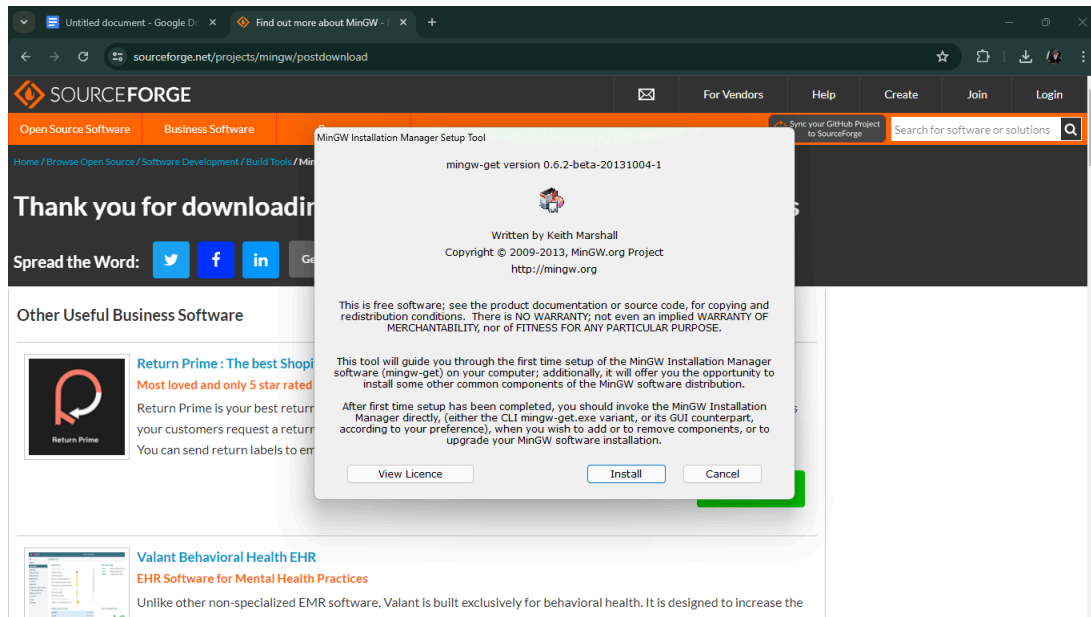 Untitled document - Google Do
Find out more about MinGW -
sourceforge.net/projects/mingw/postdownload
SOURCEFORGE
For Vendors
Help
Create
Join
Login
Open Source Software
Business Software
Sync your GitHub Project
to SourceForge
Search for software or solutions
Home / Browse Open Source / Software Development / Build Tools / Min
Thank you for downloadin
Spread the Word:
Ge
MinGW Installation Manager Setup Tool
mingw-get version 0.6.2-beta-20131004-1
Written by Keith Marshall
Copyright © 2009-2013, MinGW.org Project
http://mingw.org
This is free software; see the product documentation or source code, for copying and
redistribution conditions. There is NO WARRANTY; not even an implied WARRANTY OF
MERCHANTABILITY, nor of FITNESS FOR ANY PARTICULAR PURPOSE.
This tool will guide you through the first time setup of the MinGW Installation Manager
software (mingw-get) on your computer; additionally, it will offer you the opportunity to
install some other common components of the MinGW software distribution.
After first time setup has been completed, you should invoke the MinGW Installation
Manager directly, (either the CLI mingw-get.exe variant, or its GUI counterpart,
according to your preference), when you wish to add or to remove components, or to
upgrade your MinGW software installation.
View Licence
Install
Cancel
Other Useful Business Software
Return Prime
Return Prime : The best Shopi
Most loved and only 5 star rated
Return Prime is your best return
your customers request a return
You can send return labels to em
Valant Behavioral Health EHR
EHR Software for Mental Health Practices
Unlike other non-specialized EMR software, Valant is built exclusively for behavioral health. It is designed to increase the